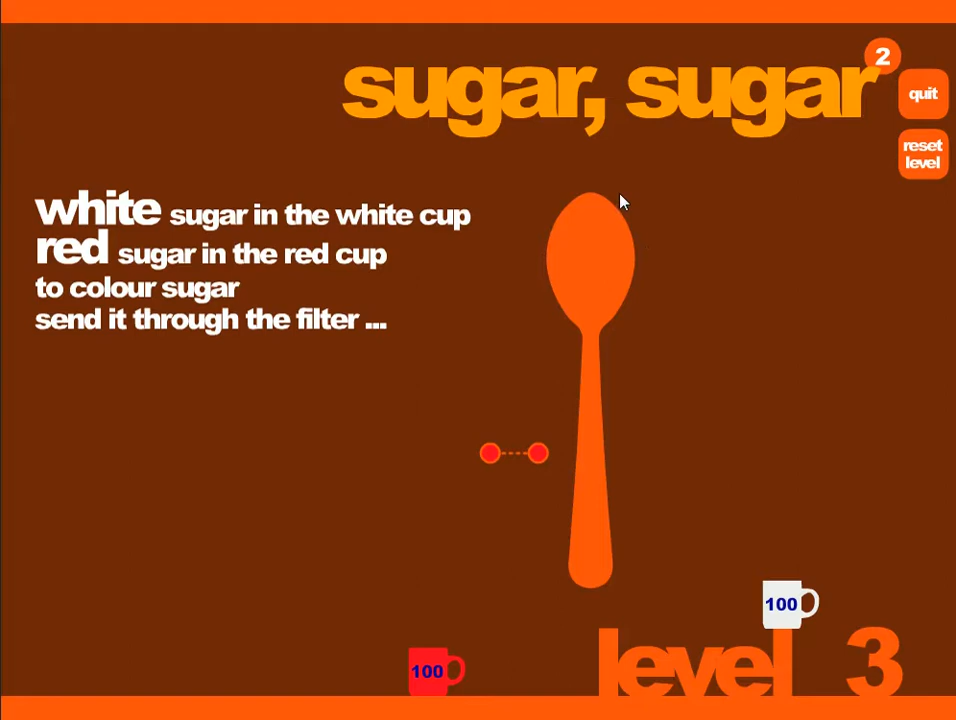 sugar, sugar
2
quit
reset
level
white sugar in the white cup
red sugar in the red cup
to colour sugar
send it through the filter ...
100
100
level 3